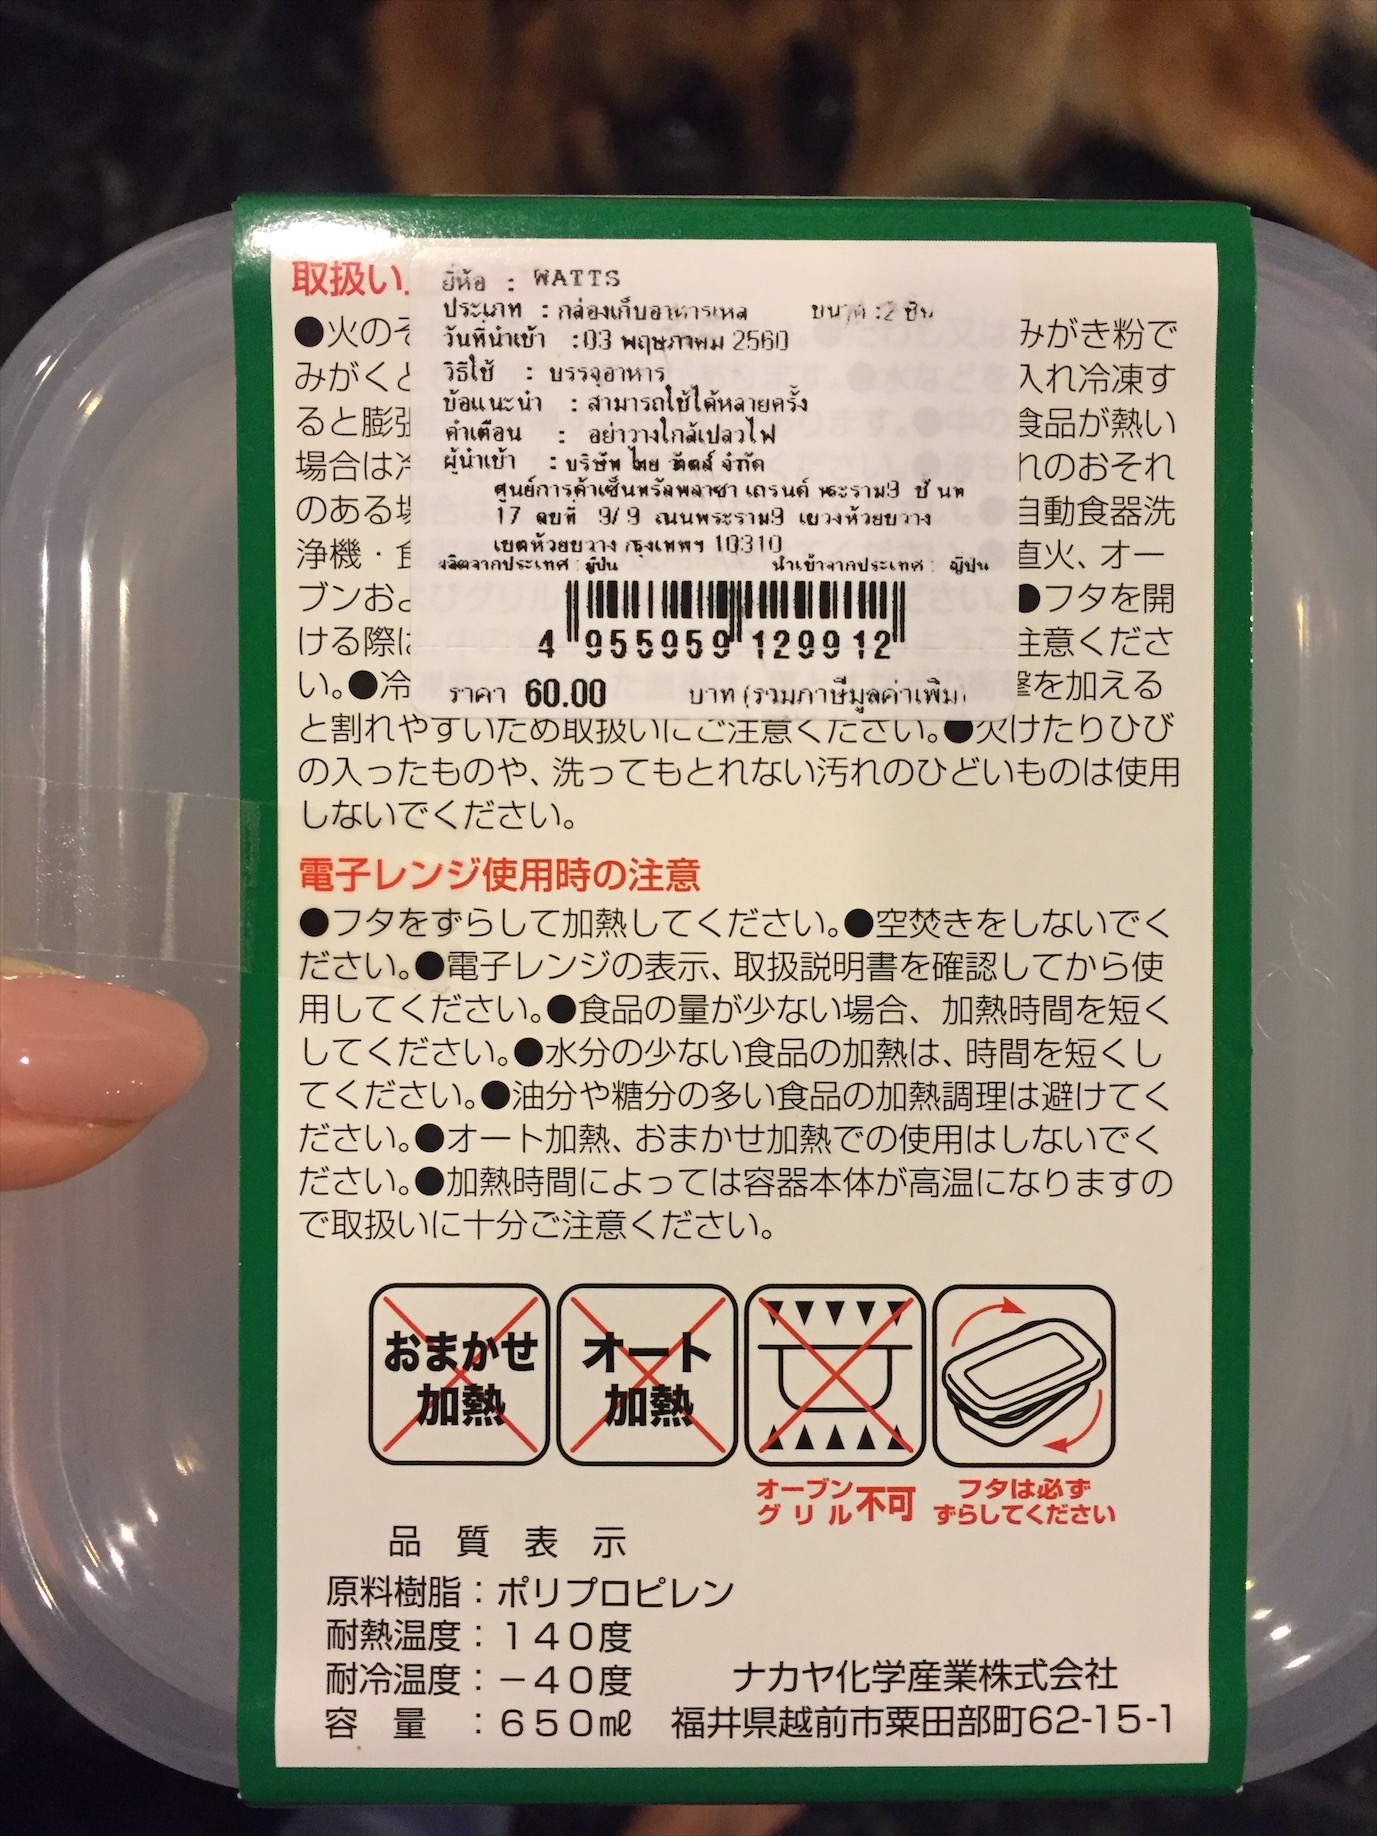 取扱い
ยี่ห้อ : WATTS
ประเภท : กล่องเก็บอาหารเหล ขนาด :2 ชิ้น
วันที่นำเข้า :03 พฤษภาคม 2560
วิธีใช้ : บรรจุอาหาร
ข้อแนะนำ : สามารถใช้ได้หลายครั้ง
คำเตือน : อย่าวางใกล้เปลวไฟ
ผู้นำเข้า : บริษัท ไทย วัตส์ จำกัด
ศูนย์การค้าเซ็นทรัลพลาซา แกรนด์ พระราม9 ชั้นที่
17 เลขที่ 9/9 ถนนพระราม9 แขวงห้วยขวาง
เขตห้วยขวาง กรุงเทพฯ 10310
ผลิตจากประเทศ : ญี่ปุ่น นำเข้าจากประเทศ : ญี่ปุ่น
4 955959 129912
ราคา 60.00 บาท (รวมภาษีมูลค่าเพิ่ม)
●火のそ みがき粉で
みがくと 入れ冷凍す
ると膨張 食品が熱い
場合は冷 れのおそれ
のある場 自動食器洗
浄機・食 直火、オー
ブンおよ ●フタを開
ける際に 注意くださ
い。●冷 撃を加える
と割れやすいため取扱いにご注意ください。●欠けたりひび
の入ったものや、洗ってもとれない汚れのひどいものは使用
しないでください。
電子レンジ使用時の注意
●フタをずらして加熱してください。●空焚きをしないでく
ださい。●電子レンジの表示、取扱説明書を確認してから使
用してください。●食品の量が少ない場合、加熱時間を短く
してください。●水分の少ない食品の加熱は、時間を短くし
てください。●油分や糖分の多い食品の加熱調理は避けてく
ださい。●オート加熱、おまかせ加熱での使用はしないでく
ださい。●加熱時間によっては容器本体が高温になりますの
で取扱いに十分ご注意ください。
おまかせ
加熱
オート
加熱
オーブン
グリル不可
フタは必ず
ずらしてください
品質表示
原料樹脂：ポリプロピレン
耐熱温度：140度
耐冷温度：−40度
容量：650㎖
ナカヤ化学産業株式会社
福井県越前市粟田部町62-15-1